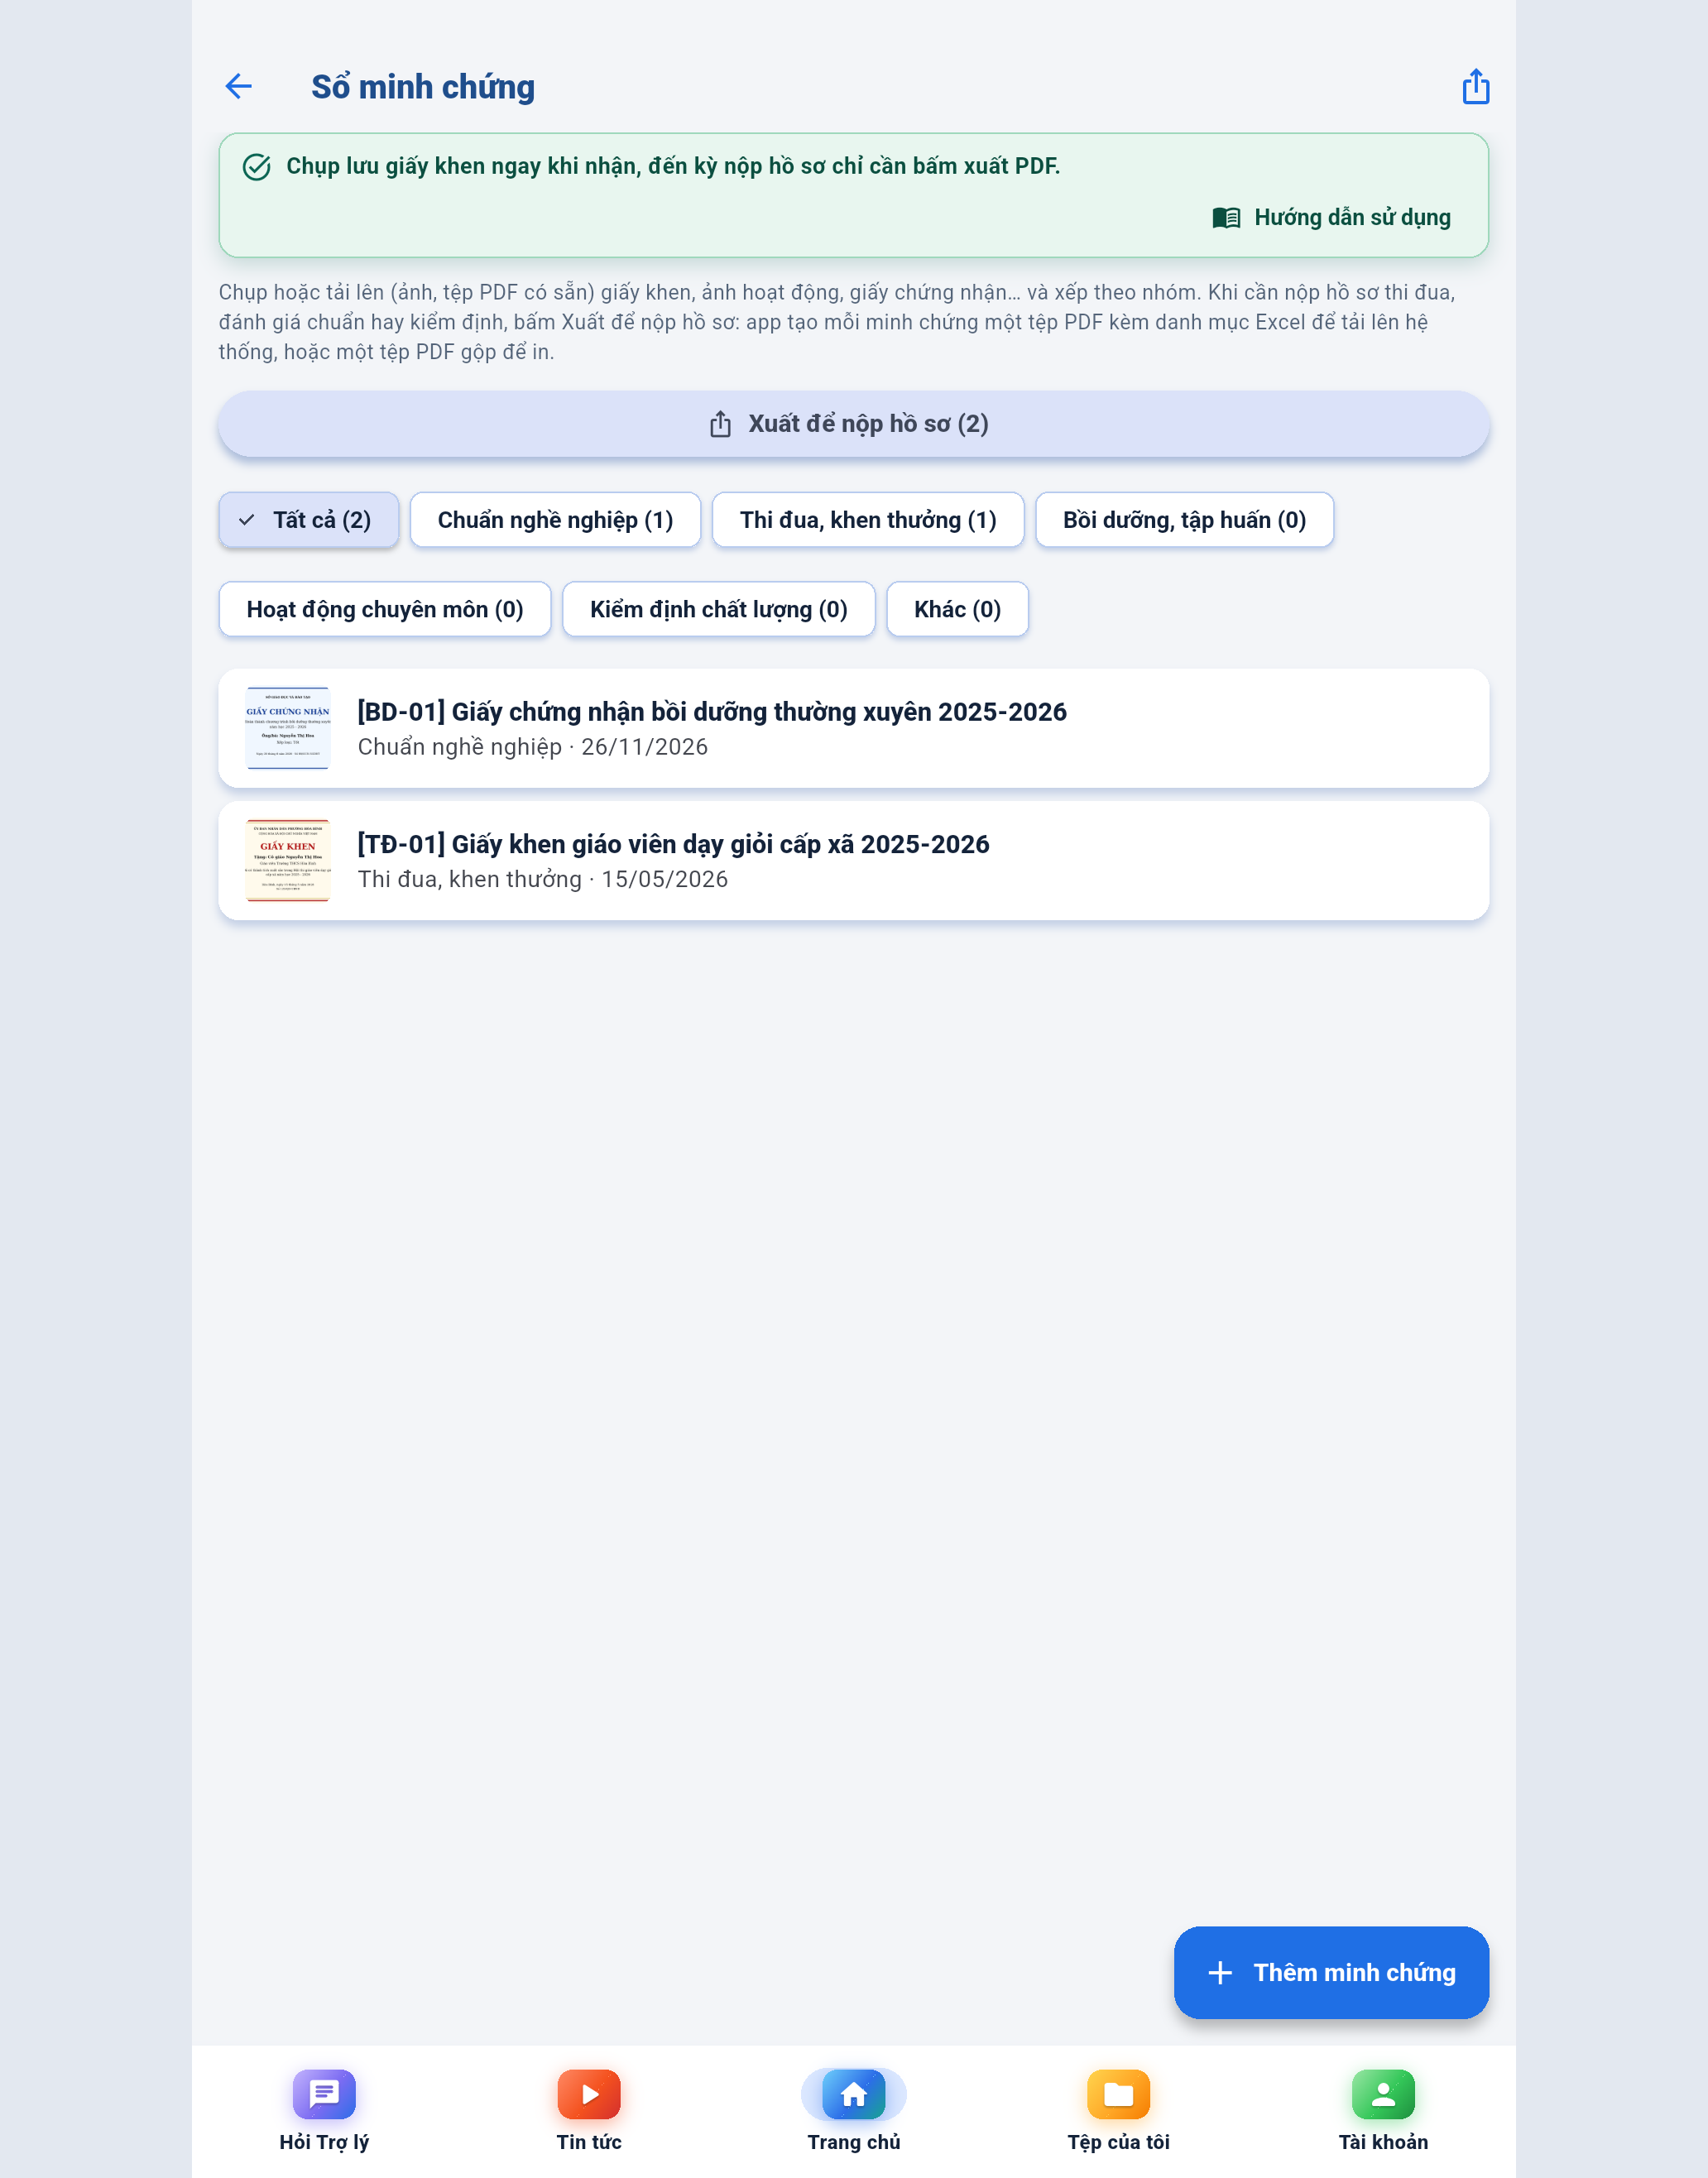 Sổ minh chứng
Chụp lưu giấy khen ngay khi nhận, đến kỳ nộp hồ sơ chỉ cần bấm xuất PDF.
Hướng dẫn sử dụng
Chụp hoặc tải lên (ảnh, tệp PDF có sẵn) giấy khen, ảnh hoạt động, giấy chứng nhận… và xếp theo nhóm. Khi cần nộp hồ sơ thi đua,
đánh giá chuẩn hay kiểm định, bấm Xuất để nộp hồ sơ: app tạo mỗi minh chứng một tệp PDF kèm danh mục Excel để tải lên hệ
thống, hoặc một tệp PDF gộp để in.
Xuất để nộp hồ sơ (2)
Tất cả (2)
Chuẩn nghề nghiệp (1)
Thi đua, khen thưởng (1)
Bồi dưỡng, tập huấn (0)
Hoạt động chuyên môn (0)
Kiểm định chất lượng (0)
Khác (0)
GIẤY CHỨNG NHẬN
[BD-01] Giấy chứng nhận bồi dưỡng thường xuyên 2025-2026
Chuẩn nghề nghiệp · 26/11/2026
GIẤY KHEN
[TĐ-01] Giấy khen giáo viên dạy giỏi cấp xã 2025-2026
Thi đua, khen thưởng · 15/05/2026
Thêm minh chứng
Hỏi Trợ lý
Tin tức
Trang chủ
Tệp của tôi
Tài khoản